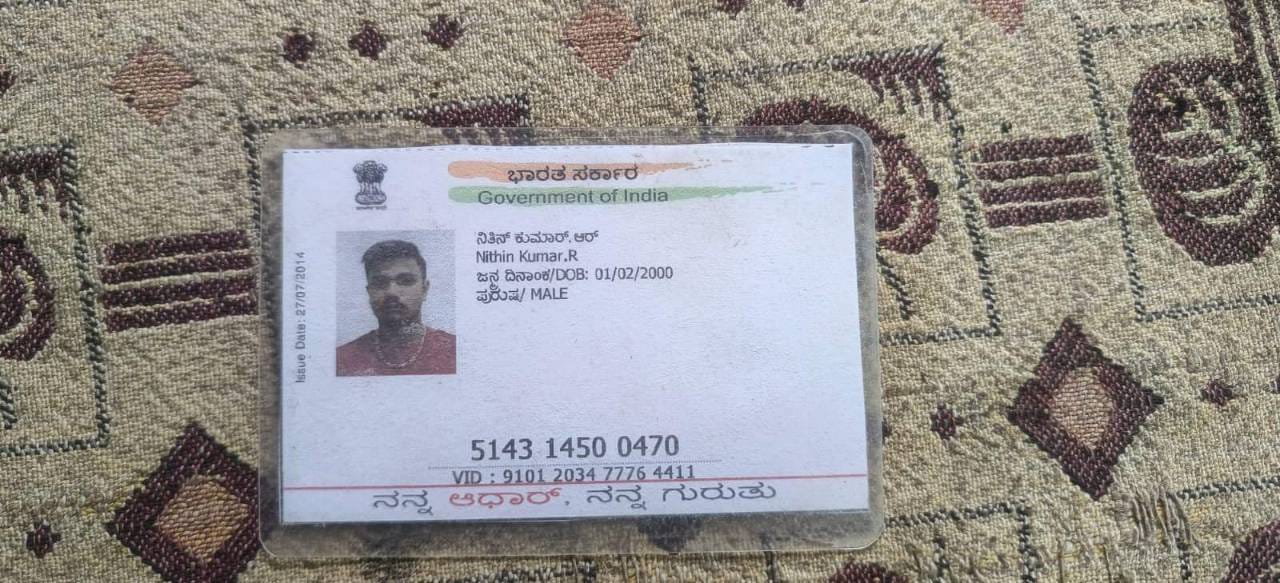 ಭಾರತ ಸರ್ಕಾರ
Government of India
ನಿತಿನ್ ಕುಮಾರ್.ಆರ್
Nithin Kumar.R
ಜನ್ಮ ದಿನಾಂಕ/DOB: 01/02/2000
ಪುರುಷ/ MALE
Issue Date: 27/07/2014
5143 1450 0470
VID : 9101 2034 7776 4411
ನನ್ನ ಆಧಾರ್, ನನ್ನ ಗುರುತು